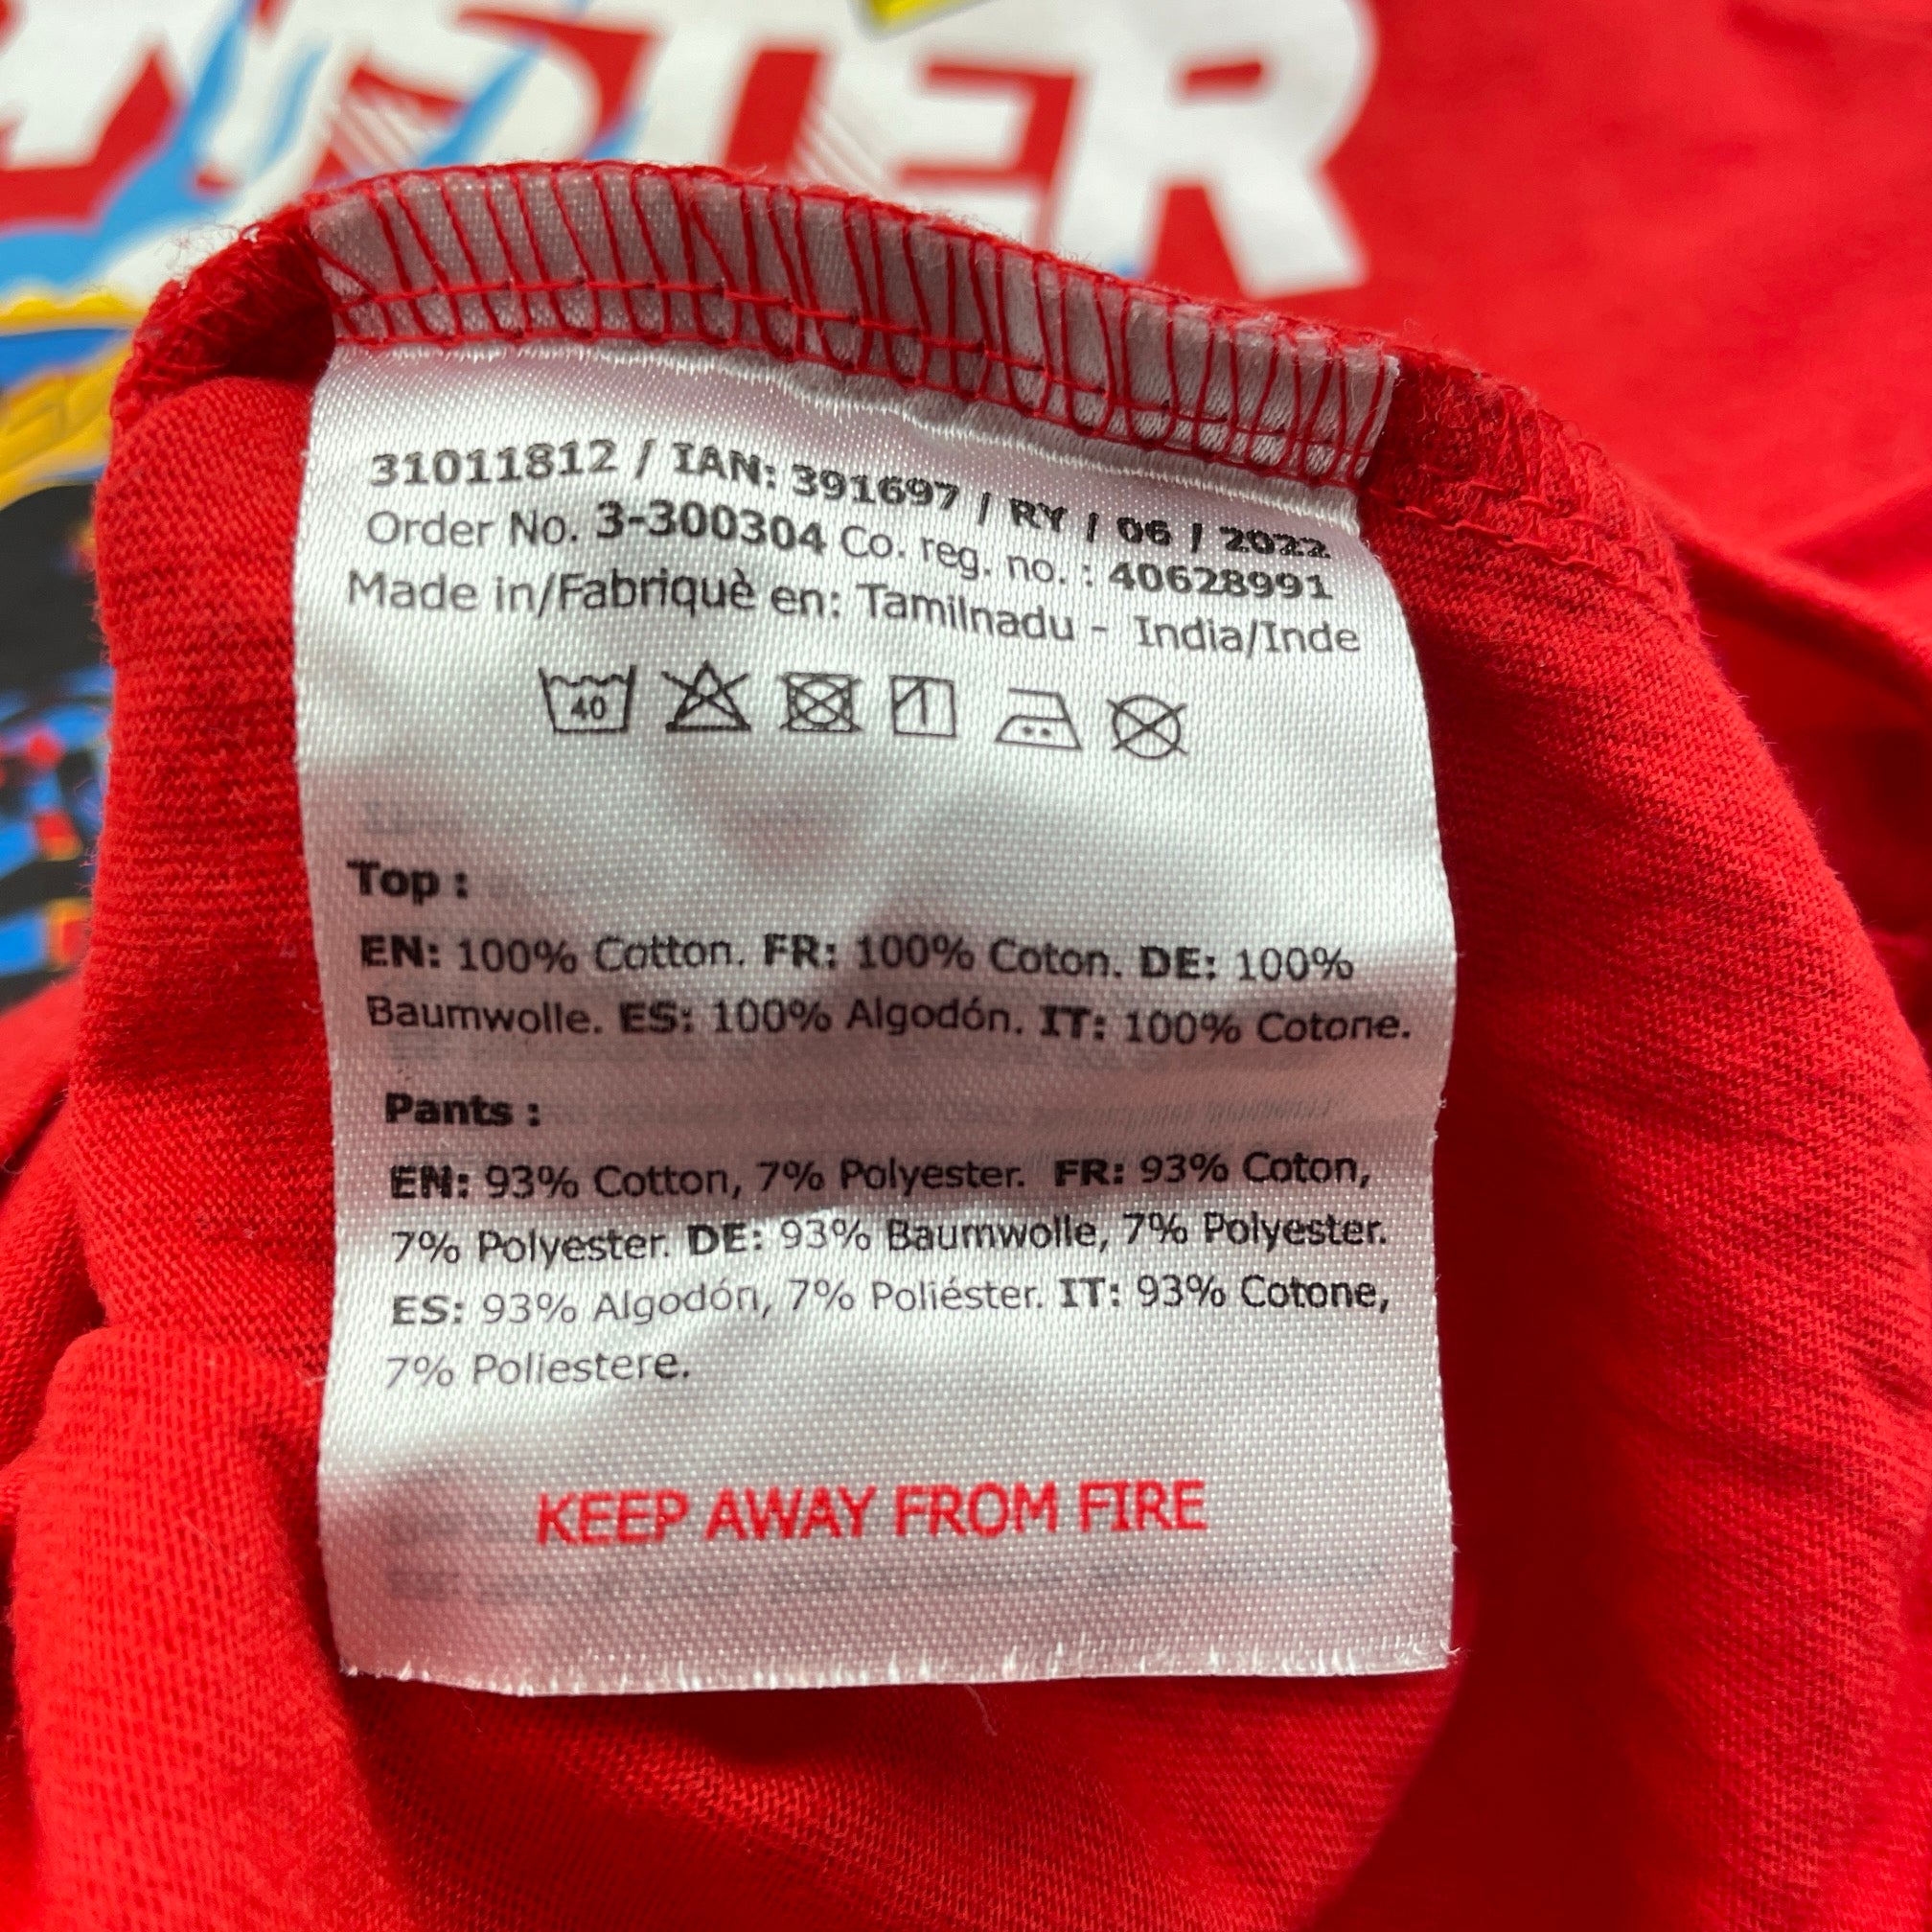 31011812 / IAN: 391697 / RY / 06 / 2022
Order No. 3-300304 Co. reg. no. : 40628991
Made in/Fabriquè en: Tamilnadu - India/Inde
40
Top :
EN: 100% Cotton. FR: 100% Coton. DE: 100%
Baumwolle. ES: 100% Algodón. IT: 100% Cotone.
Pants :
EN: 93% Cotton, 7% Polyester. FR: 93% Coton,
7% Polyester. DE: 93% Baumwolle, 7% Polyester.
ES: 93% Algodón, 7% Poliéster. IT: 93% Cotone,
7% Poliestere.
KEEP AWAY FROM FIRE